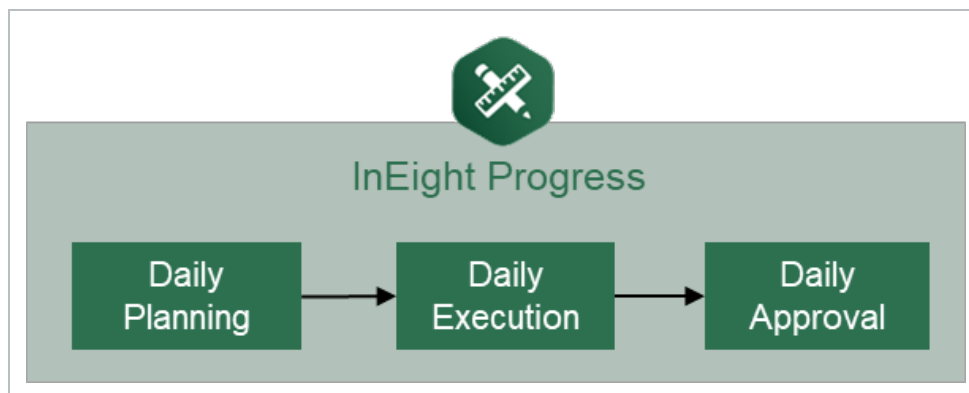 InEight Progress
Daily
Planning
Daily
Execution
Daily
Approval